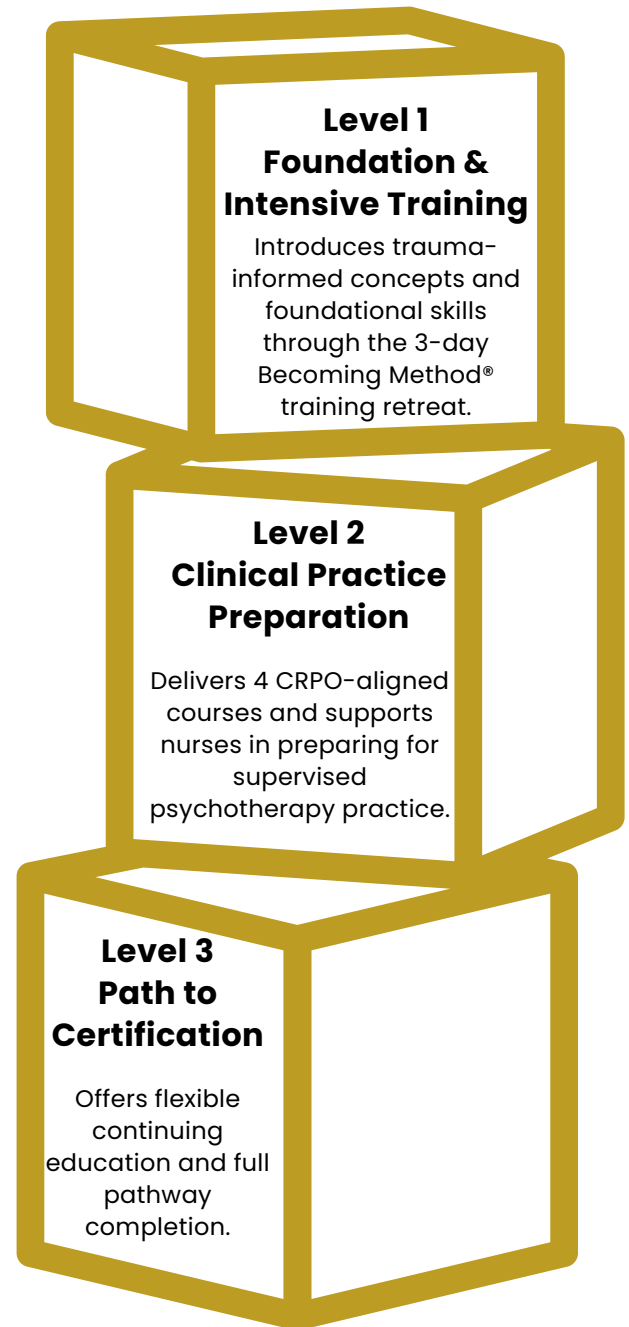 Level 1
Foundation &
Intensive Training
Introduces trauma-
informed concepts and
foundational skills
through the 3-day
Becoming Method®
training retreat.
Level 2
Clinical Practice
Preparation
Delivers 4 CRPO-aligned
courses and supports
nurses in preparing for
supervised
psychotherapy practice.
Level 3
Path to
Certification
Offers flexible
continuing
education and full
pathway
completion.